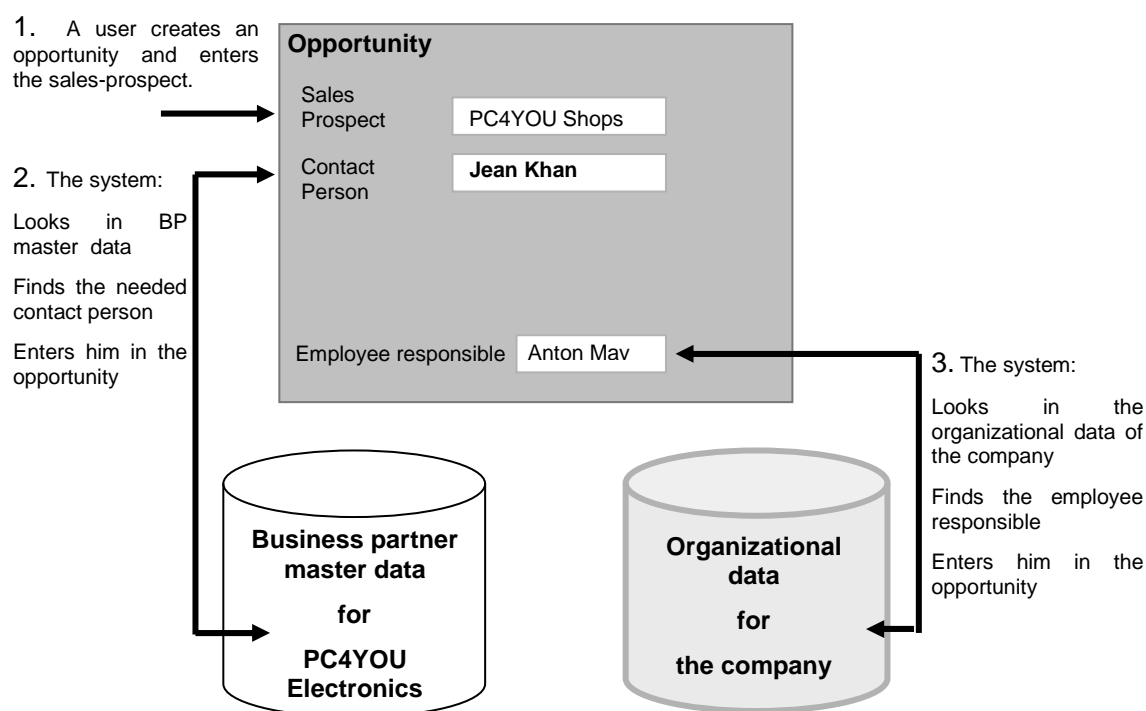 1. A user creates an
opportunity and enters
the sales-prospect.
Opportunity
Sales
Prospect
PC4YOU Shops
Contact
Person
Jean Khan
2. The system:
Looks in BP
master data
Finds the needed
contact person
Enters him in the
opportunity
Employee responsible
Anton Mav
3. The system:
Looks in the
organizational data of
the company
Finds the employee
responsible
Enters him in the
opportunity
Business partner
master data
for
PC4YOU
Electronics
Organizational
data
for
the company